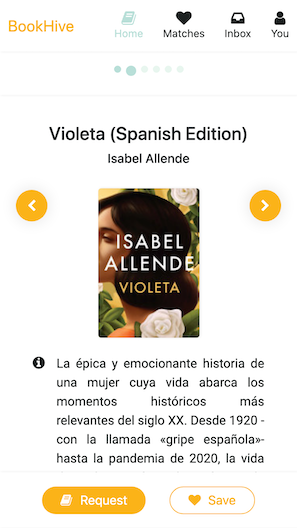 BookHive
Home
Matches
Inbox
You
Violeta (Spanish Edition)
Isabel Allende
ISABEL
ALLENDE
VIOLETA
La épica y emocionante historia de
una mujer cuya vida abarca los
momentos históricos más
relevantes del siglo XX. Desde 1920 -
con la llamada «gripe española»-
hasta la pandemia de 2020, la vida
Request
Save